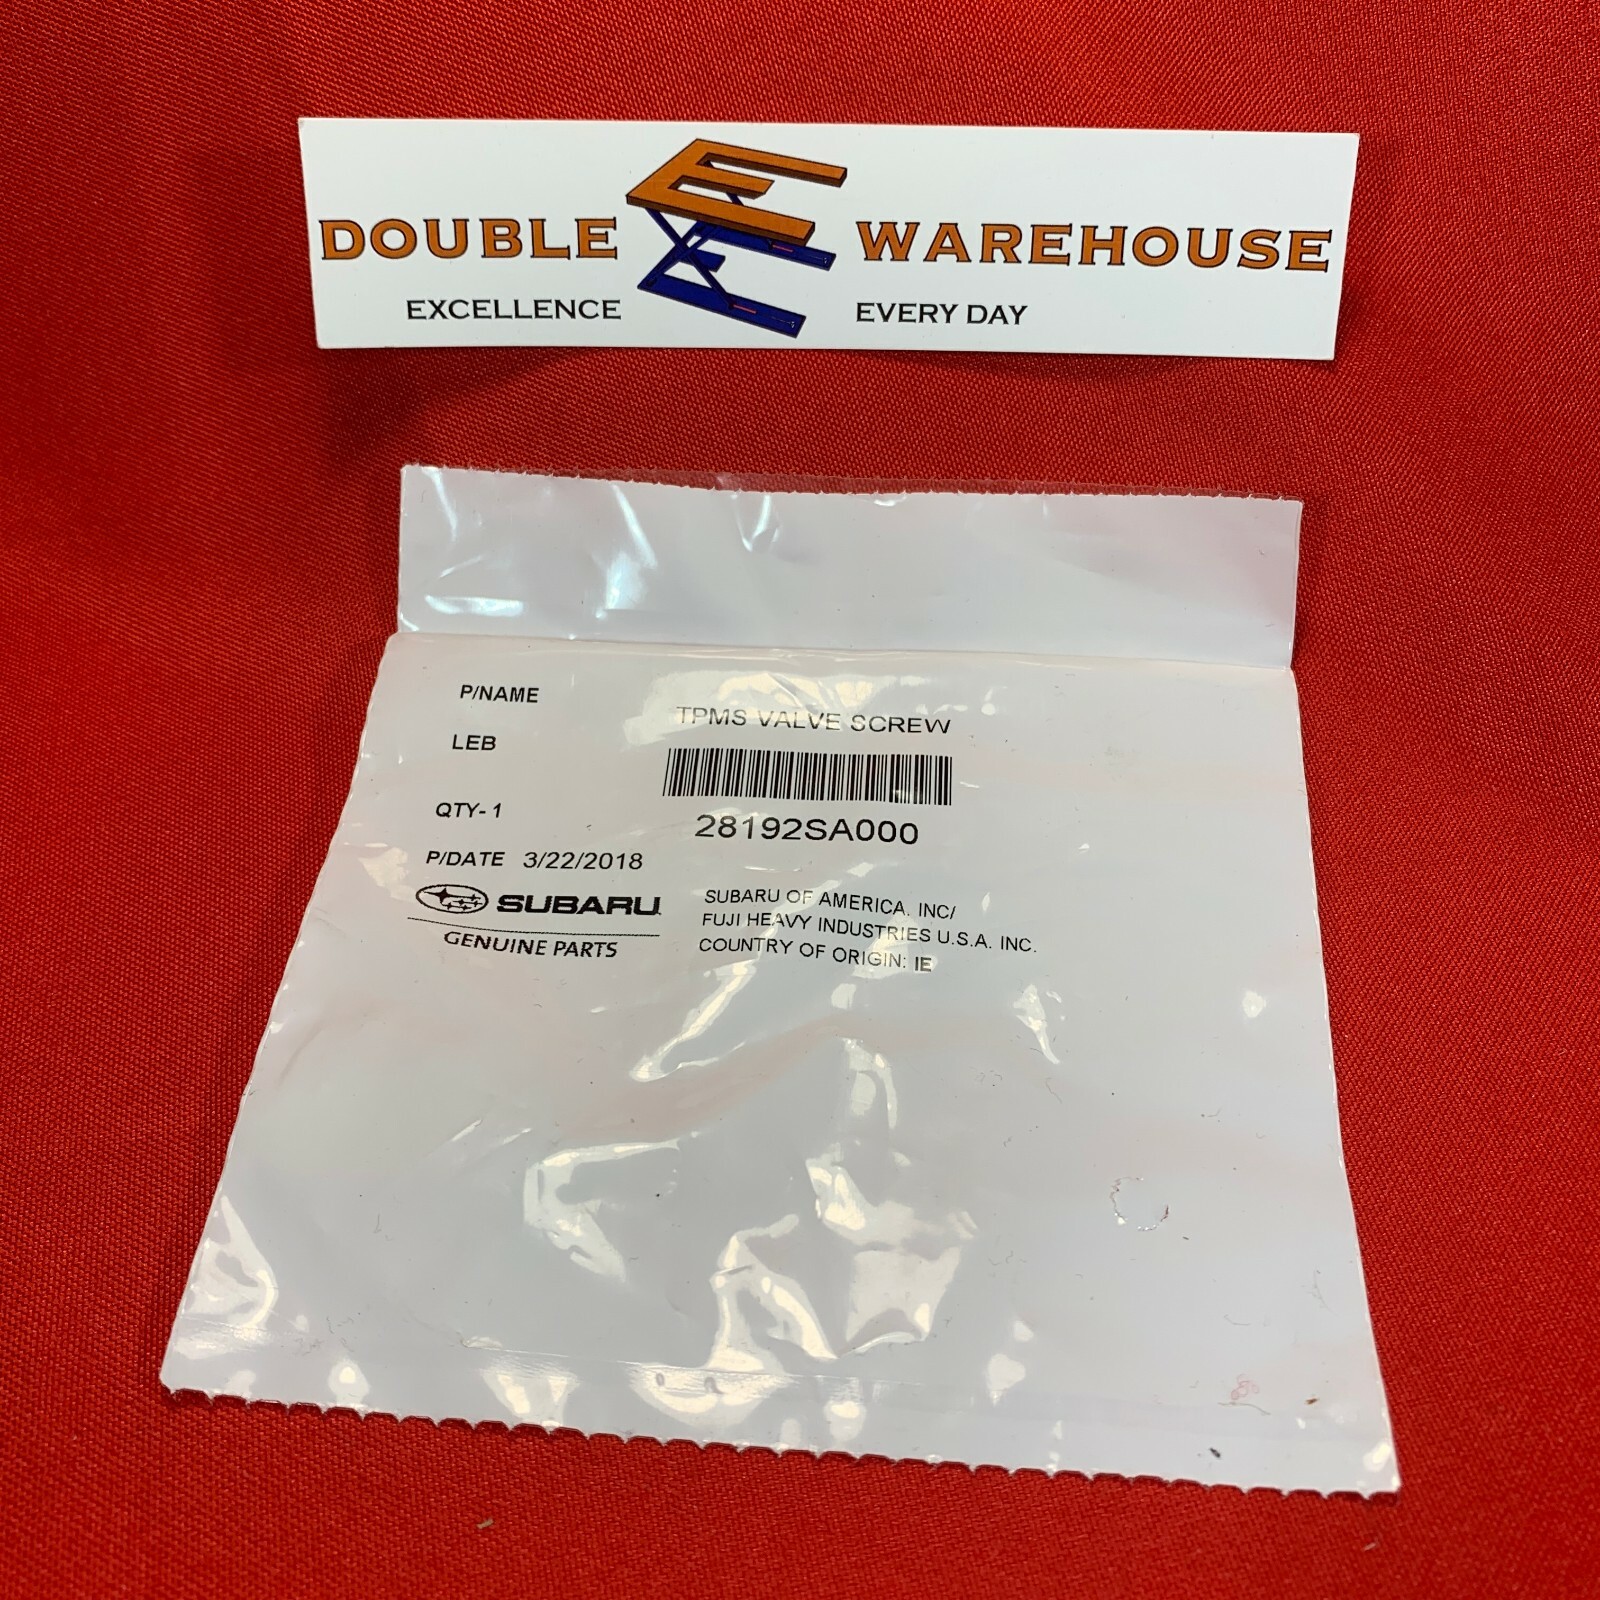 DOUBLE WAREHOUSE
EXCELLENCE EVERY DAY
P/NAME TPMS VALVE SCREW
LEB
QTY- 1 28192SA000
P/DATE 3/22/2018
SUBARU.
GENUINE PARTS
SUBARU OF AMERICA. INC/
FUJI HEAVY INDUSTRIES U.S.A. INC.
COUNTRY OF ORIGIN: IE